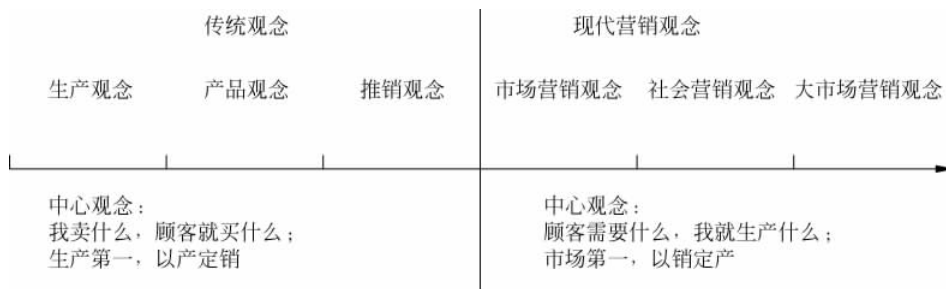 传统观念
现代营销观念
生产观念
产品观念
推销观念
市场营销观念
社会营销观念
大市场营销观念
中心观念：
我卖什么，顾客就买什么；
生产第一，以产定销
中心观念：
顾客需要什么，我就生产什么；
市场第一，以销定产